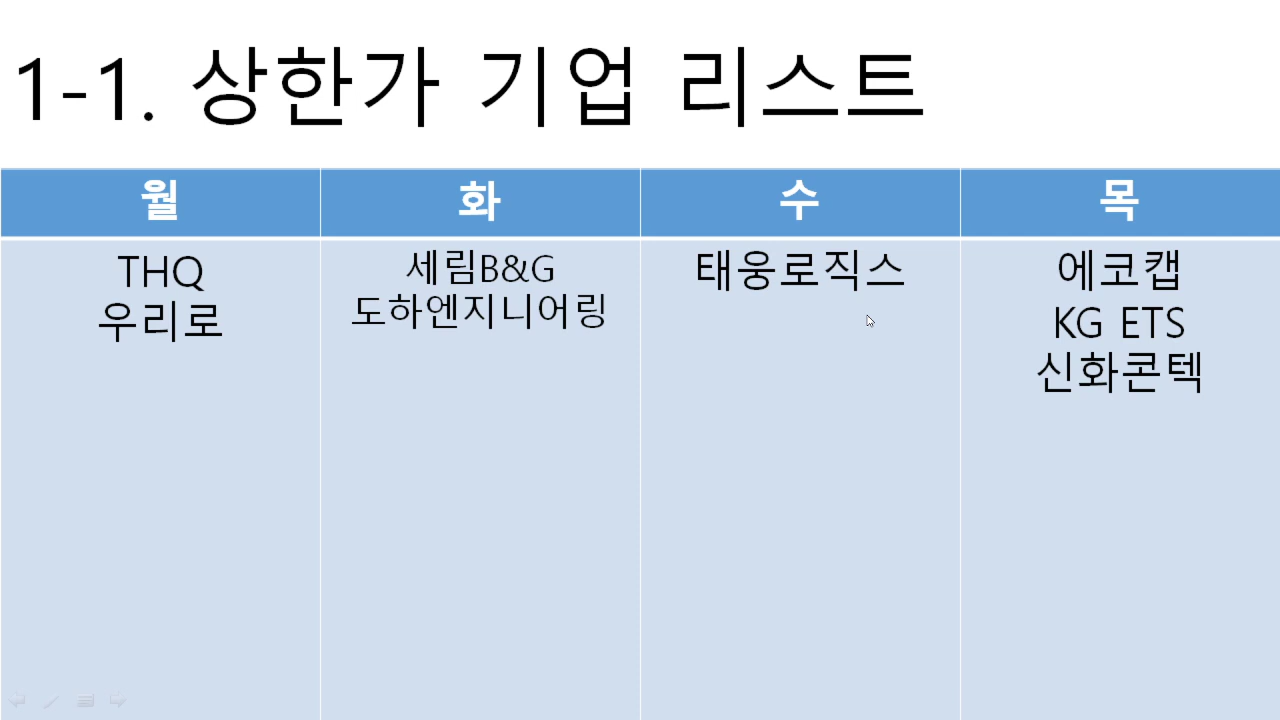 1-1. 상한가 기업 리스트
월 화 수 목
THQ
우리로
세림B&G
도하엔지니어링
태웅로직스
에코캡
KG ETS
신화콘텍